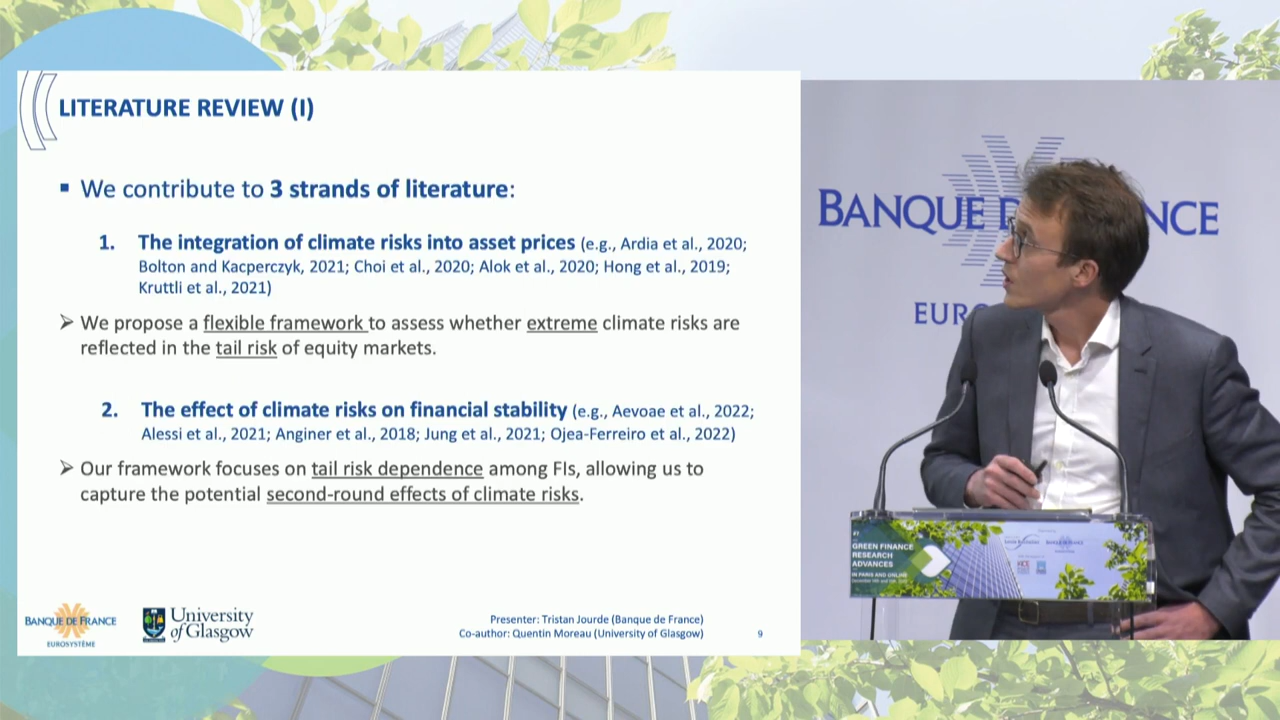 LITERATURE REVIEW (I)
▪ We contribute to 3 strands of literature:
1. The integration of climate risks into asset prices (e.g., Ardia et al., 2020;
Bolton and Kacperczyk, 2021; Choi et al., 2020; Alok et al., 2020; Hong et al., 2019;
Kruttli et al., 2021)
➢ We propose a flexible framework to assess whether extreme climate risks are
reflected in the tail risk of equity markets.
2. The effect of climate risks on financial stability (e.g., Aevoae et al., 2022;
Alessi et al., 2021; Anginer et al., 2018; Jung et al., 2021; Ojea-Ferreiro et al., 2022)
➢ Our framework focuses on tail risk dependence among FIs, allowing us to
capture the potential second-round effects of climate risks.
BANQUE DE FRANCE
EUROSYSTÈME
University
of Glasgow
Presenter: Tristan Jourde (Banque de France)
Co-author: Quentin Moreau (University of Glasgow)
9
BANQUE D NCE
EUR
GREEN FINANCE
RESEARCH
ADVANCES
IN PARIS AND ONLINE
BANQUE DE FRANCE